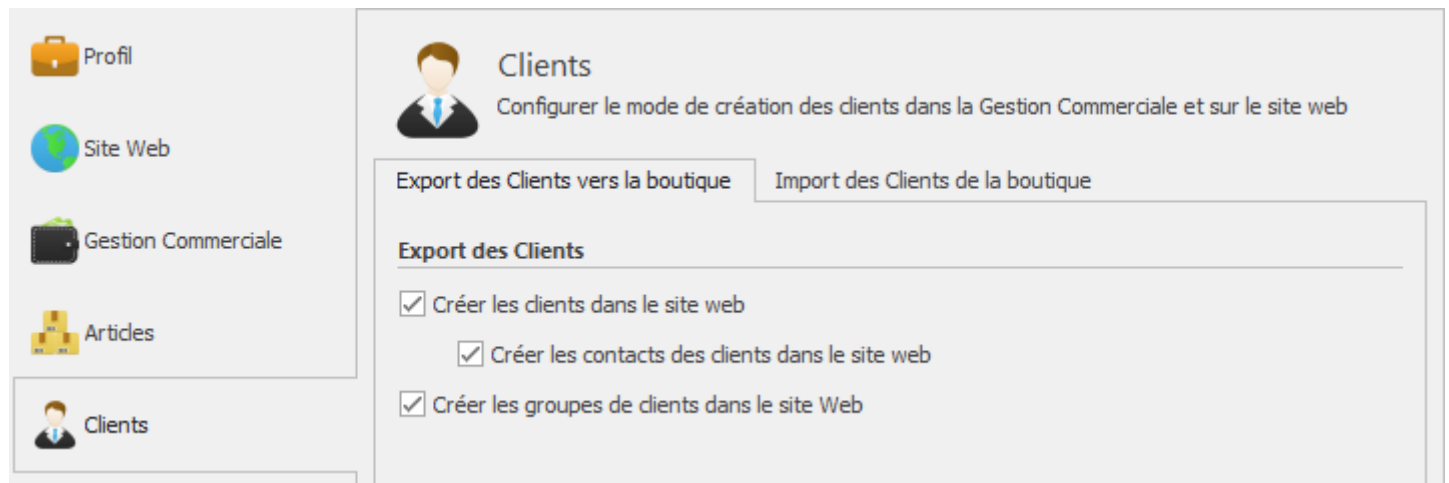 Profil
Site Web
Gestion Commerciale
Articles
Clients
Clients
Configurer le mode de création des clients dans la Gestion Commerciale et sur le site web
Export des Clients vers la boutique
Import des Clients de la boutique
Export des Clients
Créer les clients dans le site web
Créer les contacts des clients dans le site web
Créer les groupes de clients dans le site Web